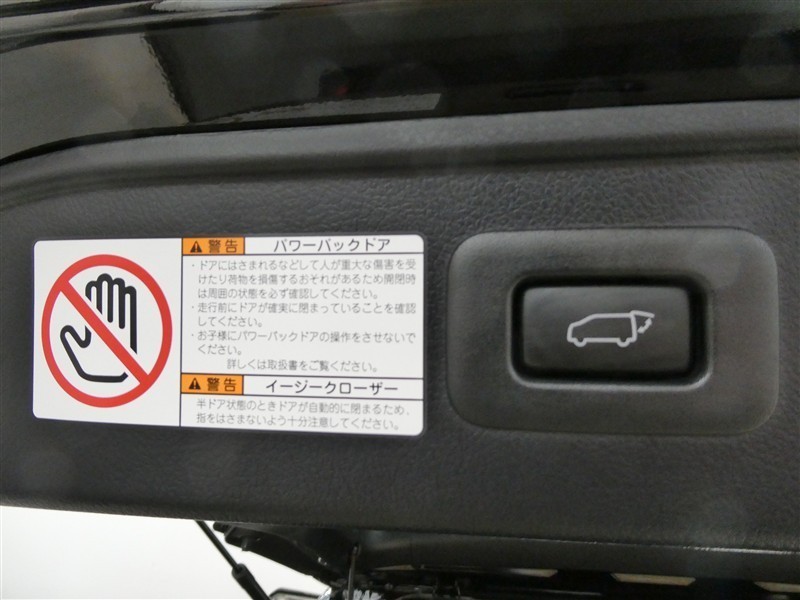 警告 パワーバックドア
・ドアにはさまれるなどして人が重大な傷害を受
けたり荷物を損傷するおそれがあるため開閉時
は周囲の状態を必ず確認してください。
・走行前にドアが確実に閉まっていることを確認
してください。
・お子様にパワーバックドアの操作をさせないで
ください。
詳しくは取扱書をご覧ください。
警告 イージークローザー
半ドア状態のときドアが自動的に閉まるため、
指をはさまないよう十分注意してください。